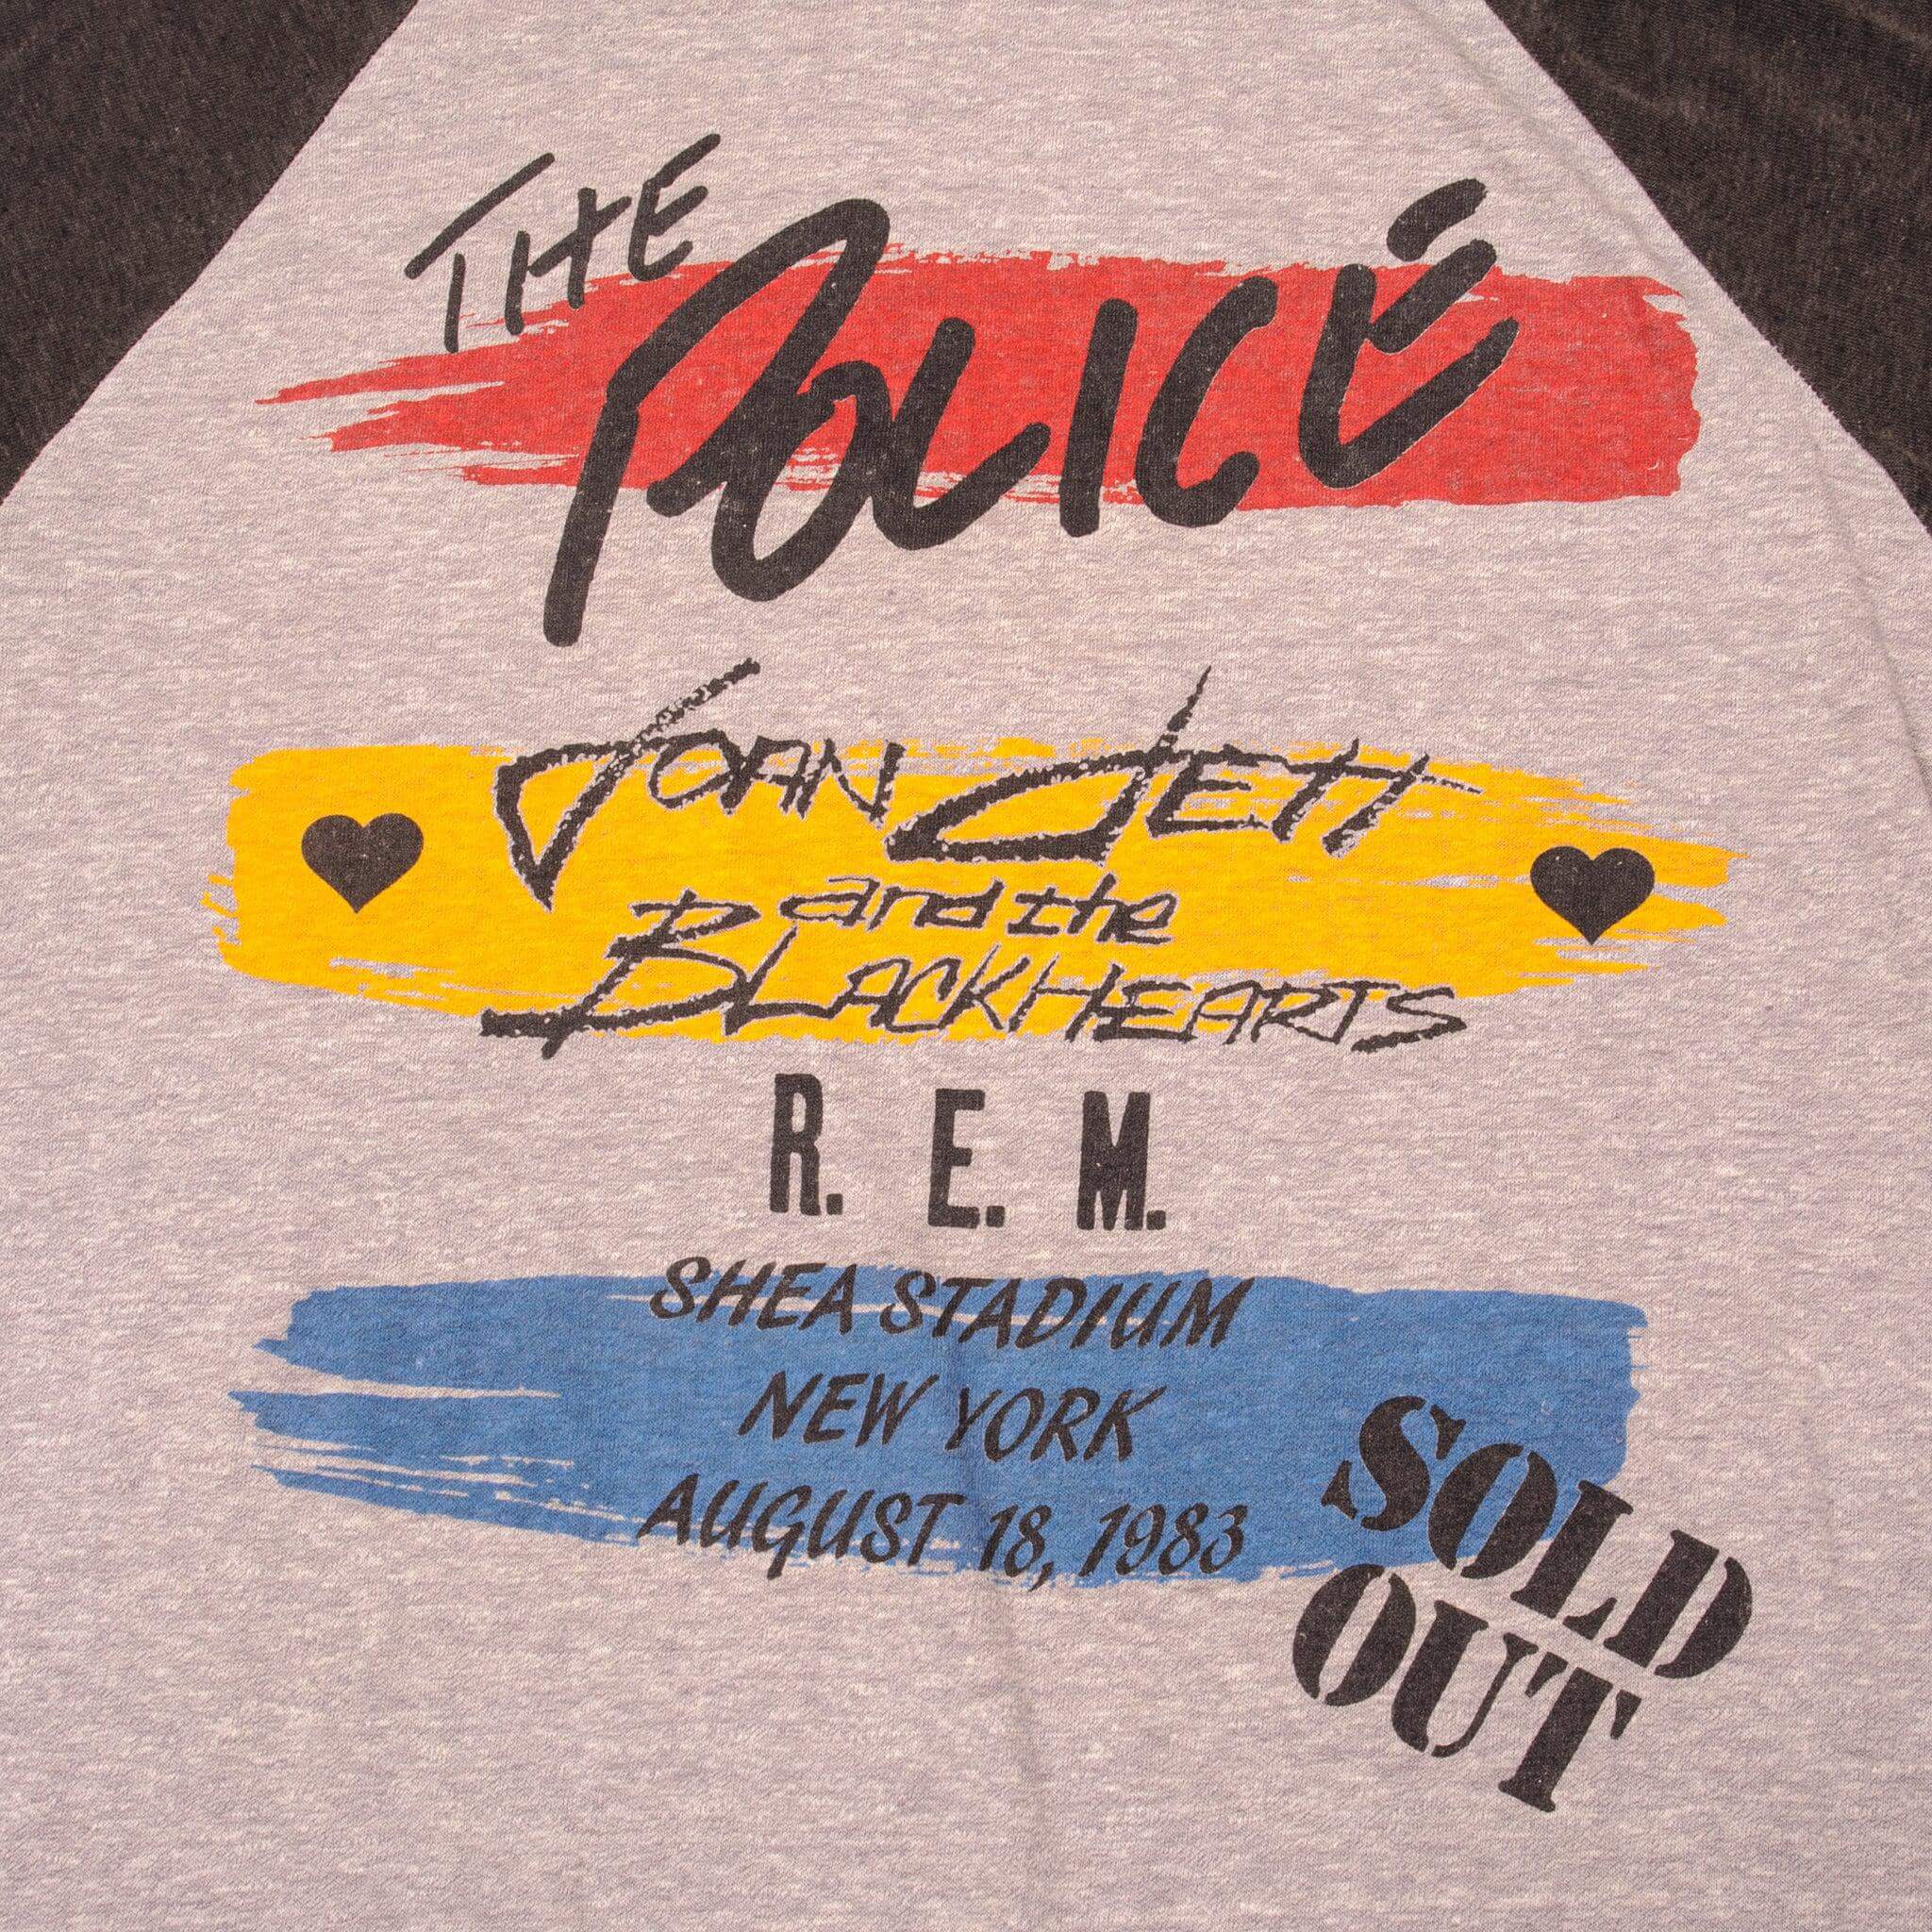 THE
POLICE
JOAN JETT
and the
BLACKHEARTS
R. E. M.
SHEA STADIUM
NEW YORK
AUGUST 18, 1983
SOLD
OUT